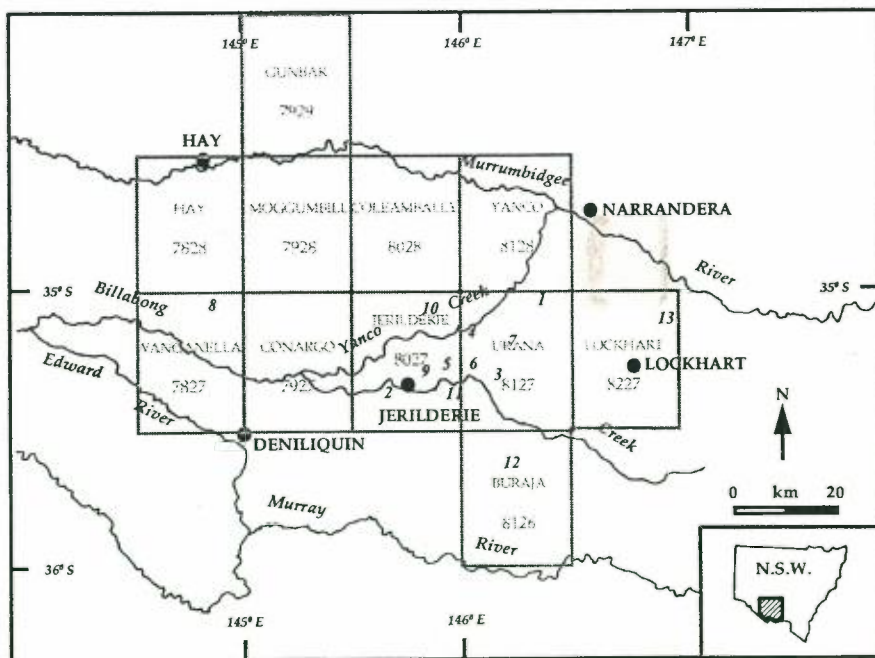 145° E
146° E
147° E
GUNBAR
7929
HAY
Murrumbidgee
HAY
MOGGUMBILL
COLEAMBALLY
YANCO
NARRANDERA
7828
7928
8028
8128
River
35° S
35° S
Billabong
8
10
Creek
1
13
JERILDERIE
Yanco
4
7
WANGANELLA
CONARGO
URANA
LOCKHART
Edward
8027
9
5
6
3
LOCKHART
7827
7927
8127
8227
2
11
JERILDERIE
River
DENILIQUIN
Creek
N
12
BURAJA
0 km 20
Murray
8126
River
N.S.W.
36° S
145° E
146° E